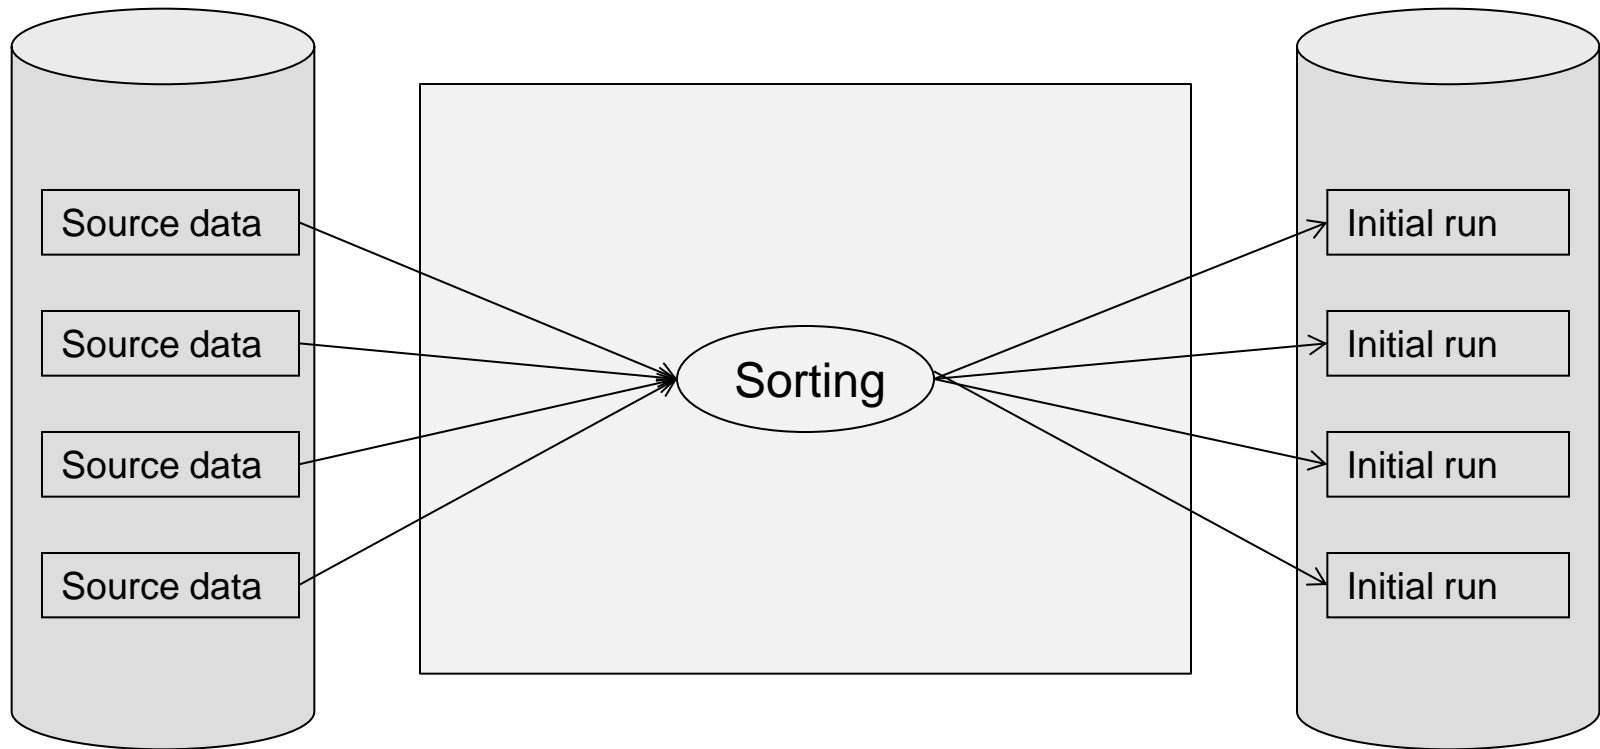 Source data
Source data
Source data
Source data
Sorting
Initial run
Initial run
Initial run
Initial run